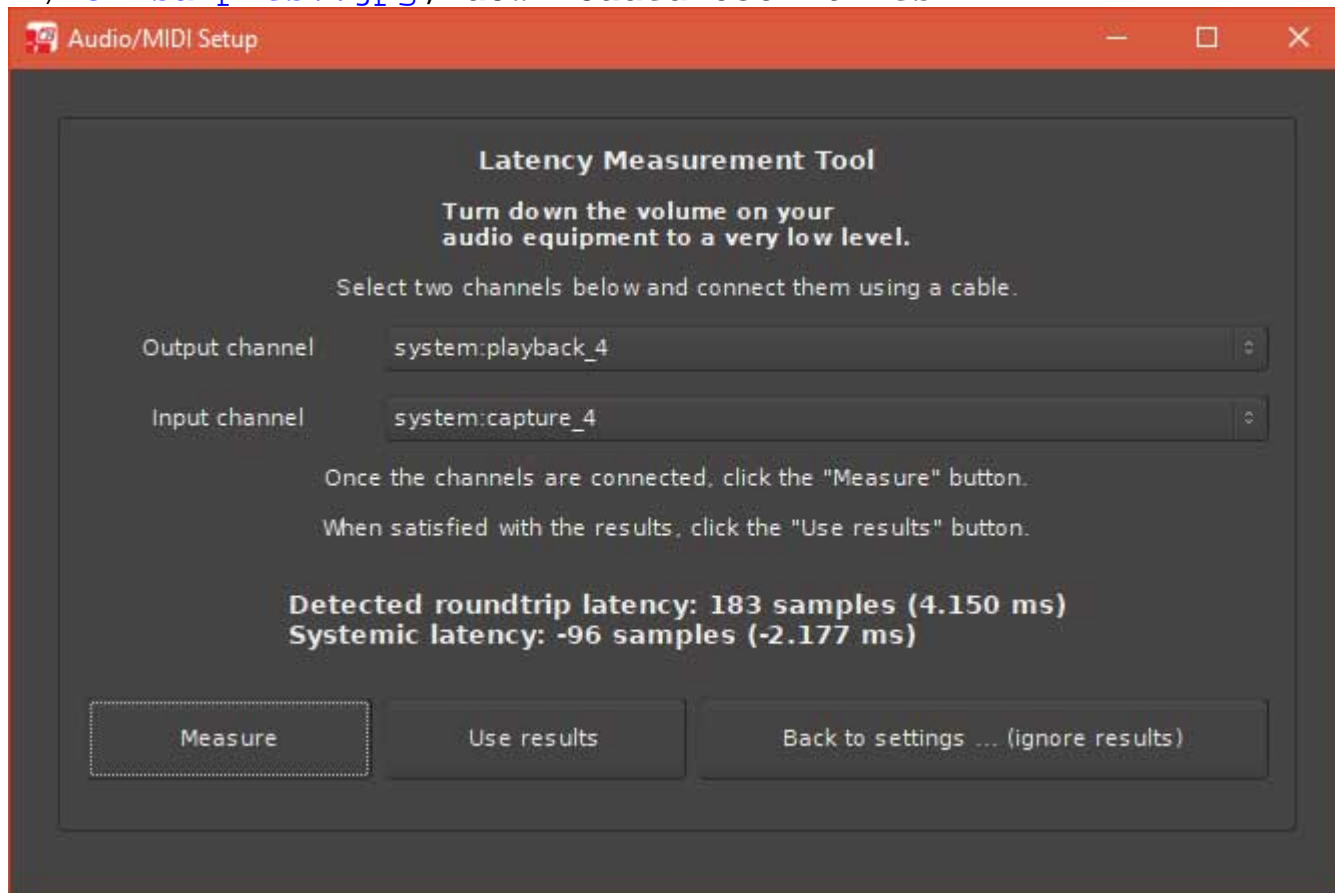 Audio/MIDI Setup
Latency Measurement Tool
Turn down the volume on your
audio equipment to a very low level.
Select two channels below and connect them using a cable.
Output channel system:playback_4
Input channel system:capture_4
Once the channels are connected, click the "Measure" button.
When satisfied with the results, click the "Use results" button.
Detected roundtrip latency: 183 samples (4.150 ms)
Systemic latency: -96 samples (-2.177 ms)
Measure Use results Back to settings ... (ignore results)